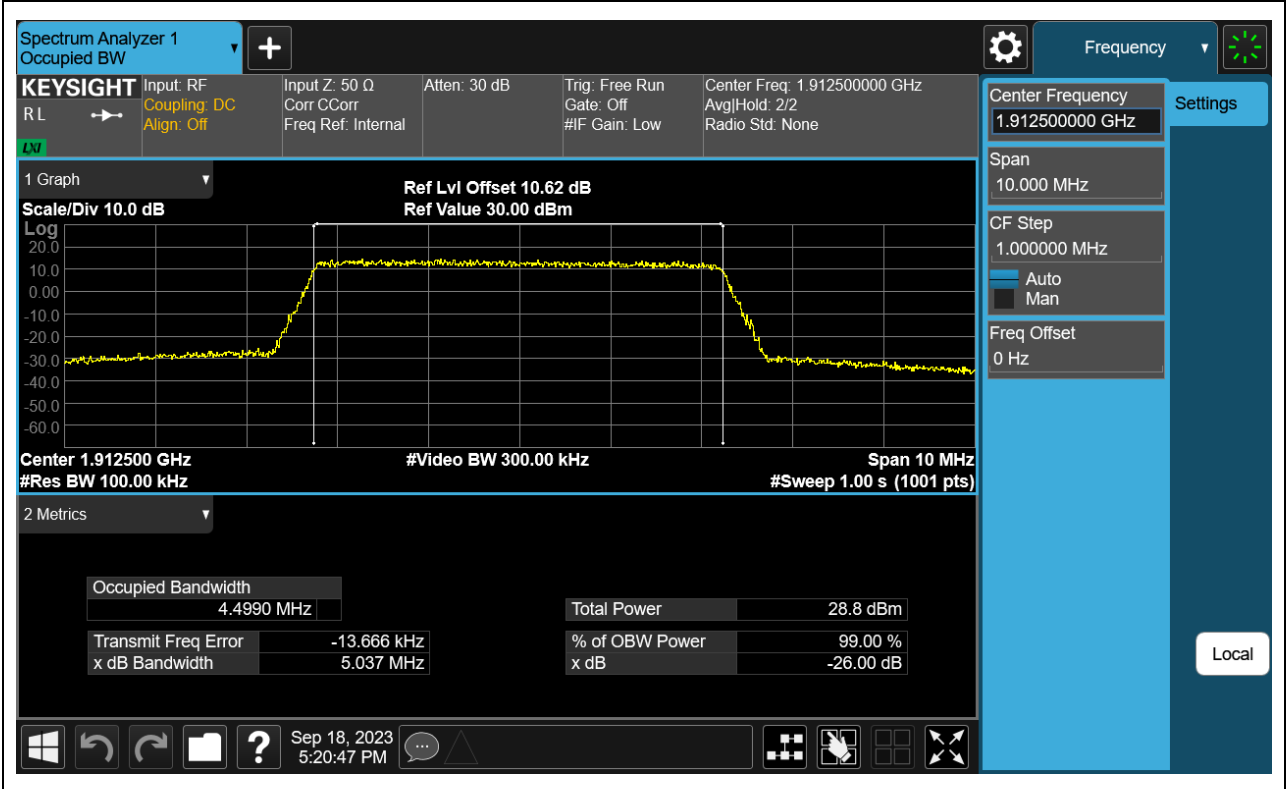 Spectrum Analyzer 1
Occupied BW
Frequency
KEYSIGHT
R L
LXI
Input: RF
Coupling: DC
Align: Off
Input Z: 50 Ω
Corr CCorr
Freq Ref: Internal
Atten: 30 dB
Trig: Free Run
Gate: Off
#IF Gain: Low
Center Freq: 1.912500000 GHz
Avg|Hold: 2/2
Radio Std: None
Center Frequency
1.912500000 GHz
Settings
Span
10.000 MHz
CF Step
1.000000 MHz
Auto
Man
Freq Offset
0 Hz
Local
1 Graph
Scale/Div 10.0 dB
Ref Lvl Offset 10.62 dB
Ref Value 30.00 dBm
Log
20.0
10.0
0.00
-10.0
-20.0
-30.0
-40.0
-50.0
-60.0
Center 1.912500 GHz
#Video BW 300.00 kHz
Span 10 MHz
#Res BW 100.00 kHz
#Sweep 1.00 s (1001 pts)
2 Metrics
Occupied Bandwidth
4.4990 MHz
Total Power 28.8 dBm
Transmit Freq Error -13.666 kHz
% of OBW Power 99.00 %
x dB Bandwidth 5.037 MHz
x dB -26.00 dB
?
Sep 18, 2023
5:20:47 PM